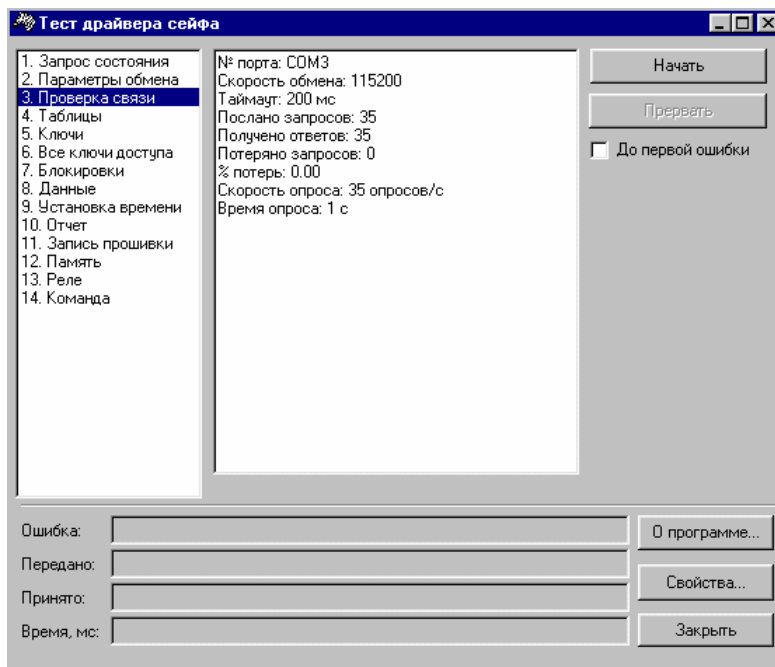 Тест драйвера сейфа
1. Запрос состояния
2. Параметры обмена
3. Проверка связи
4. Таблицы
5. Ключи
6. Все ключи доступа
7. Блокировки
8. Данные
9. Установка времени
10. Отчет
11. Запись прошивки
12. Память
13. Реле
14. Команда
№ порта: COM3
Скорость обмена: 115200
Таймаут: 200 мс
Послано запросов: 35
Получено ответов: 35
Потеряно запросов: 0
% потерь: 0.00
Скорость опроса: 35 опросов/с
Время опроса: 1 с
Начать
Прервать
До первой ошибки
Ошибка:
Передано:
Принято:
Время, мс:
О программе...
Свойства...
Закрыть